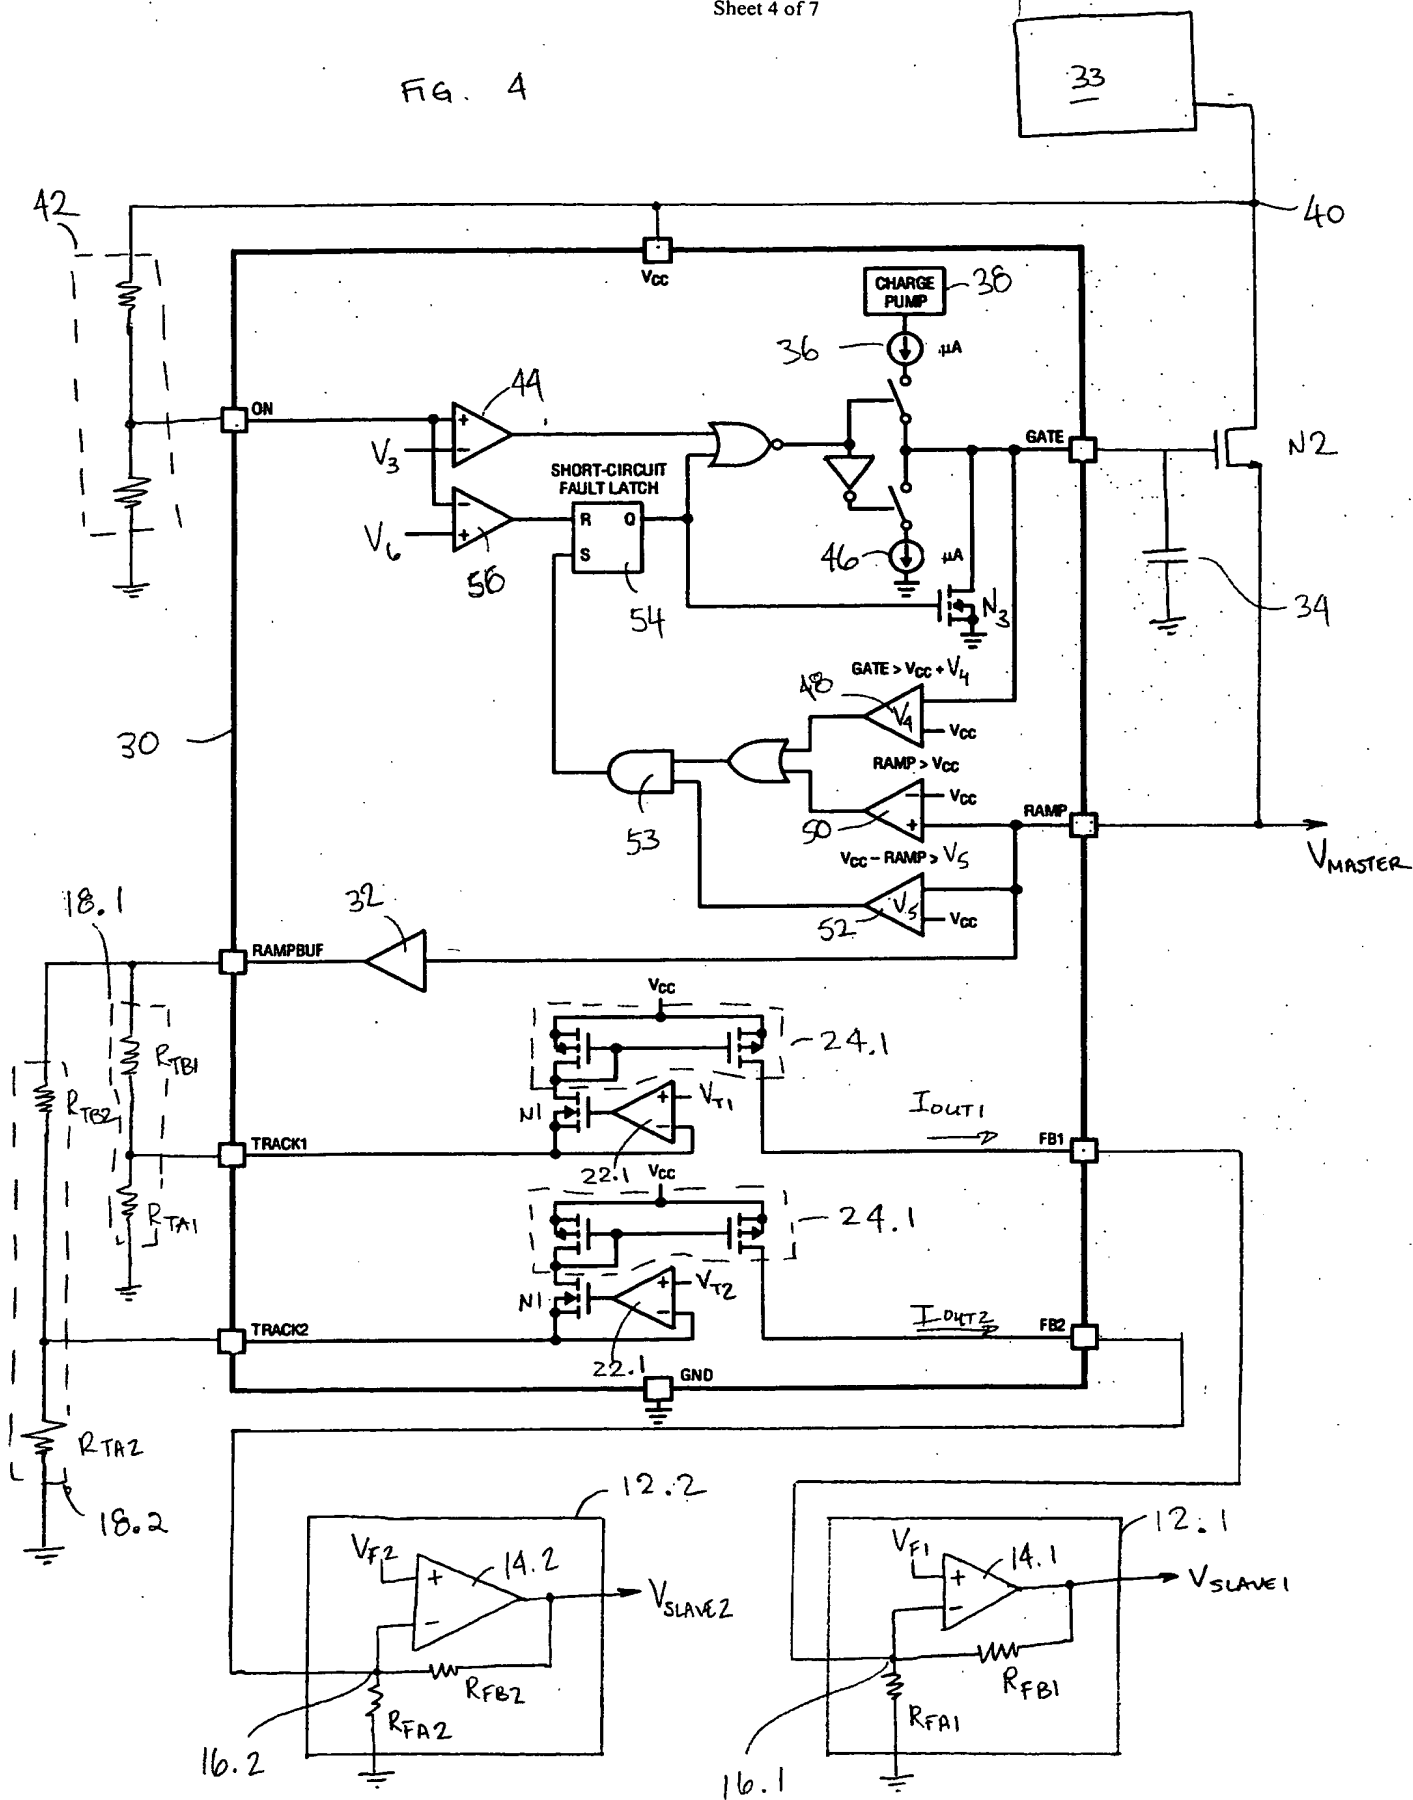 Sheet 4 of 7
FIG. 4
33
42
40
VCC
CHARGE
PUMP
38
36
µA
ON
44
V3
GATE
N2
SHORT-CIRCUIT
FAULT LATCH
R Q
S
V6
56
54
46
µA
N3
34
GATE > VCC + V4
48
V4
VCC
30
RAMP > VCC
VCC
50
RAMP
53
VMASTER
VCC - RAMP > V5
V5
52
VCC
18.1
32
RAMPBUF
VCC
24.1
RTB1
RTB2
N1
VT1
IOUT1
TRACK1
FB1
22.1
VCC
RTA1
24.1
N1
VT2
IOUT2
TRACK2
FB2
22.1
GND
RTA2
18.2
12.2
12.1
VF2
14.2
VSLAVE2
VF1
14.1
VSLAVE1
RFB2
RFB1
RFA2
RFA1
16.2
16.1